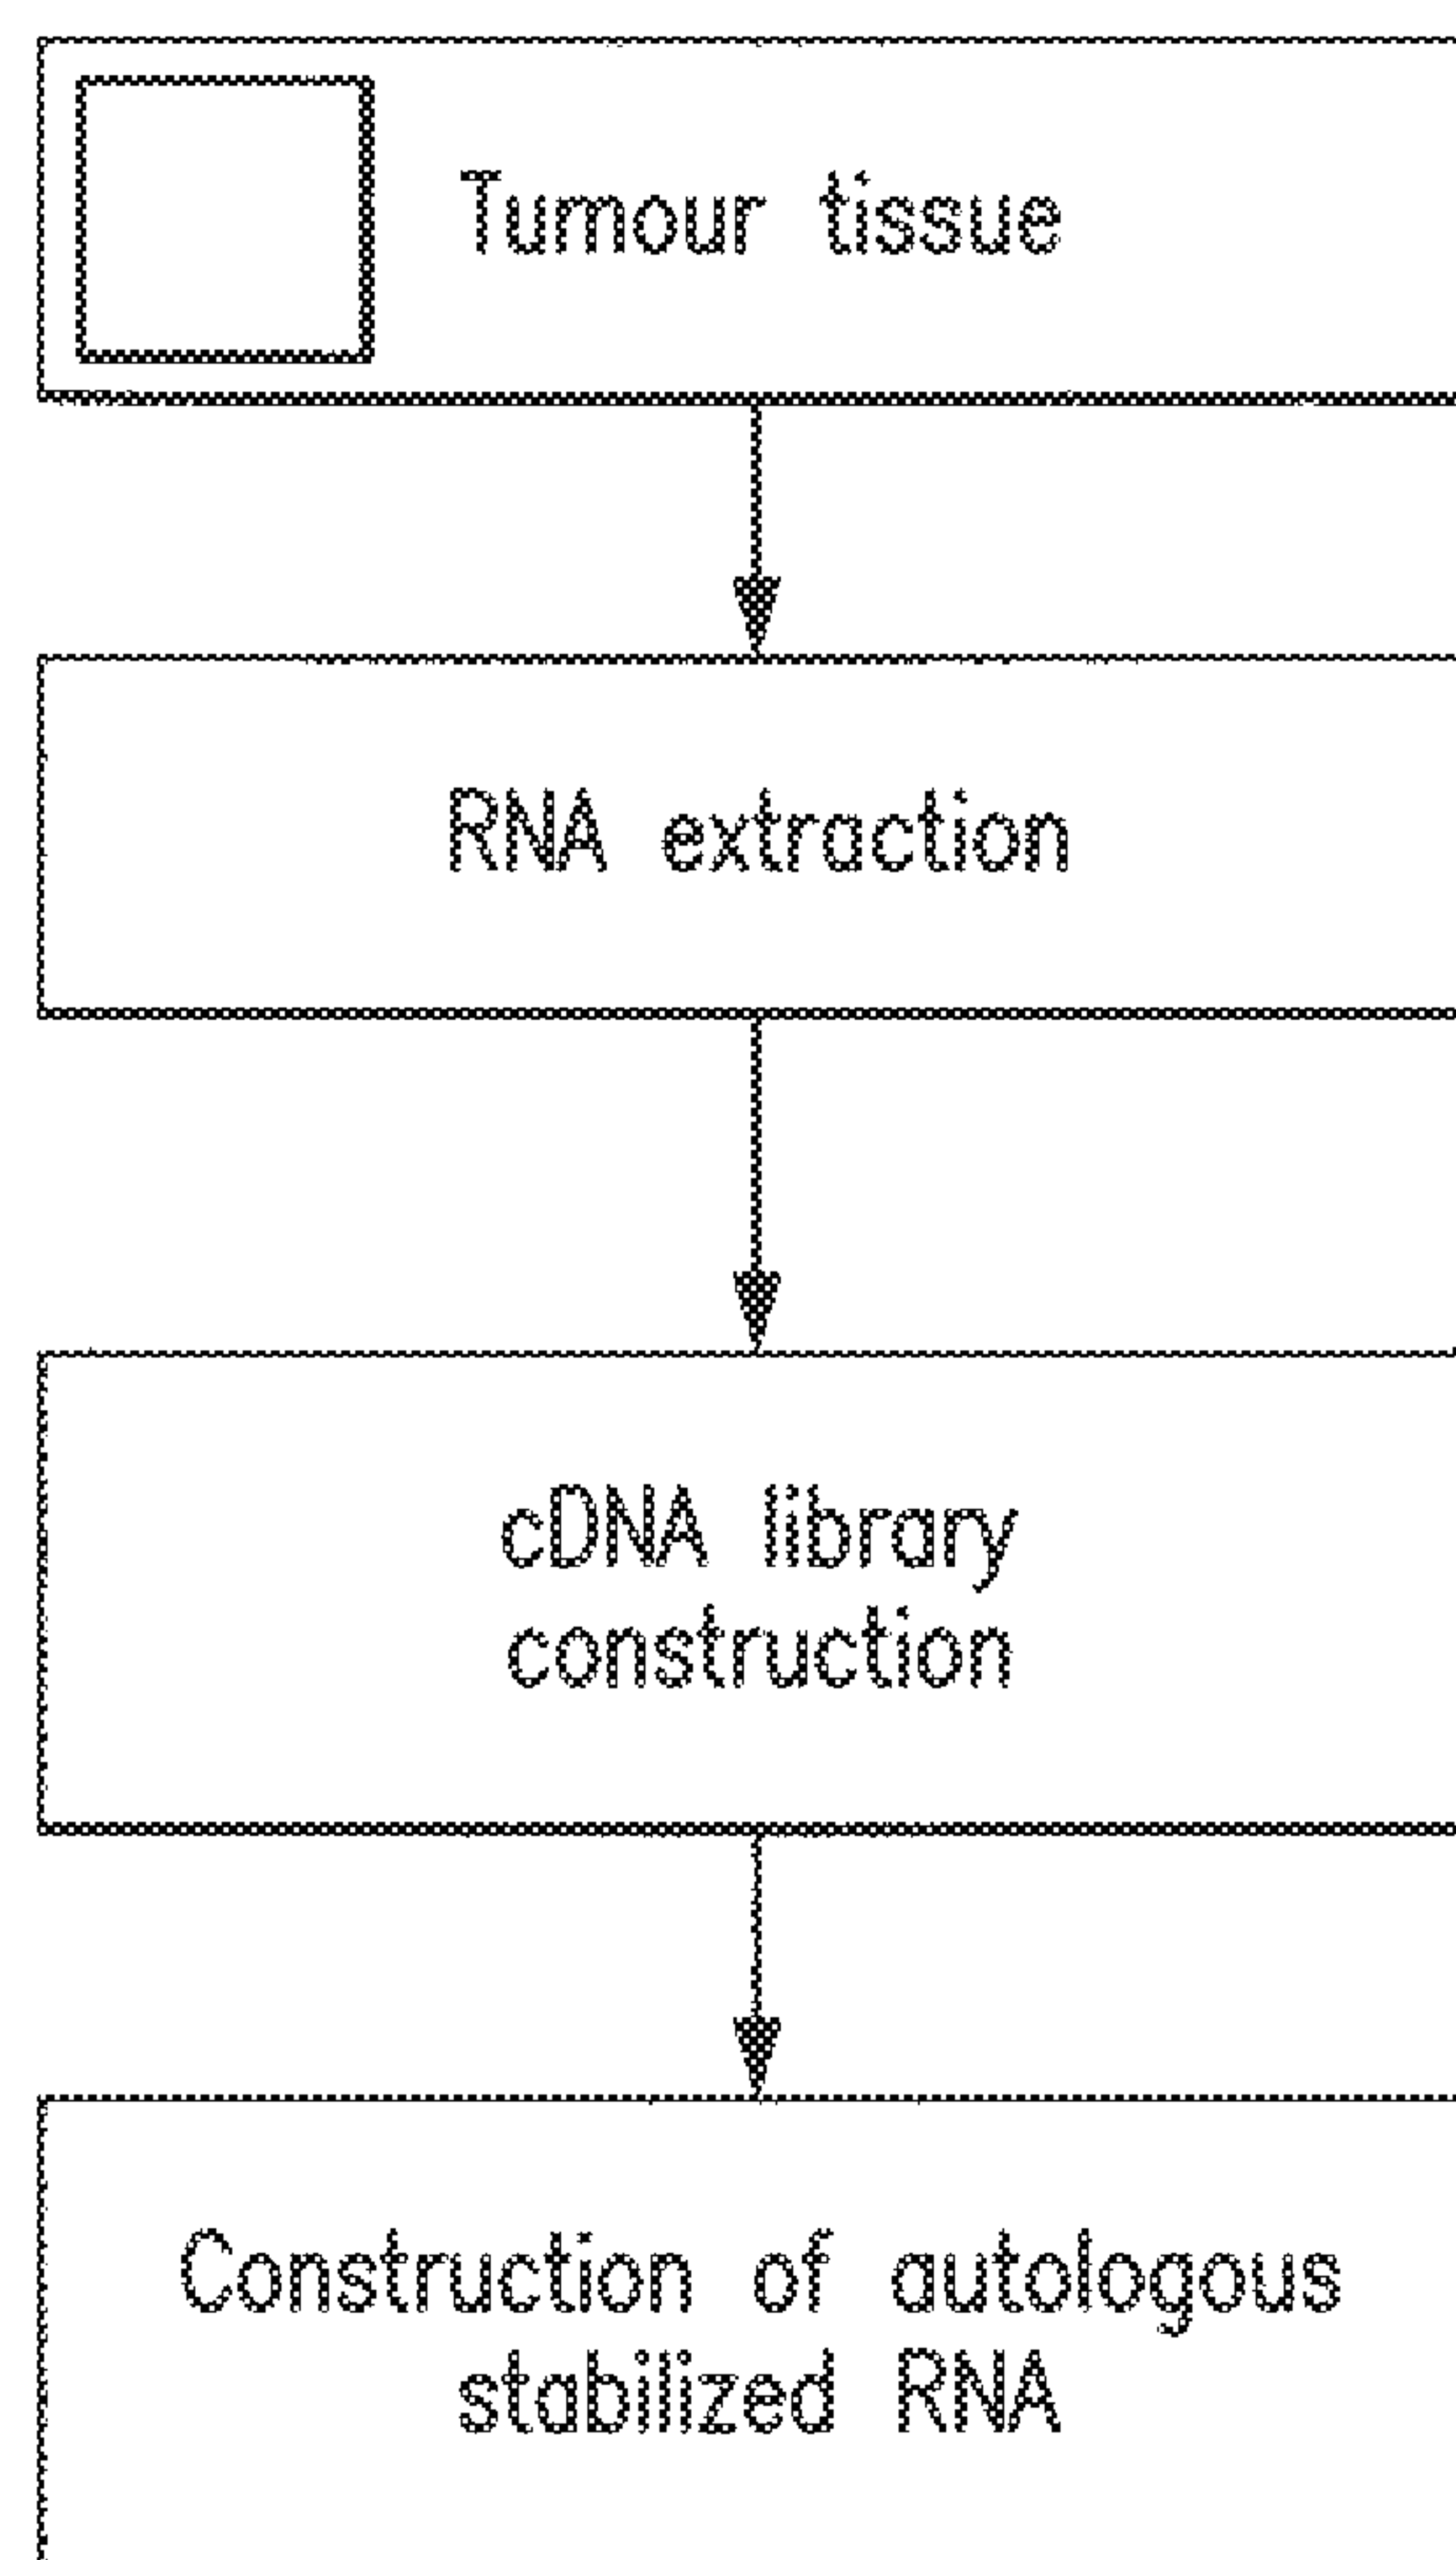 Tumour tissue
RNA extraction
cDNA library
construction
Construction of autologous
stabilized RNA